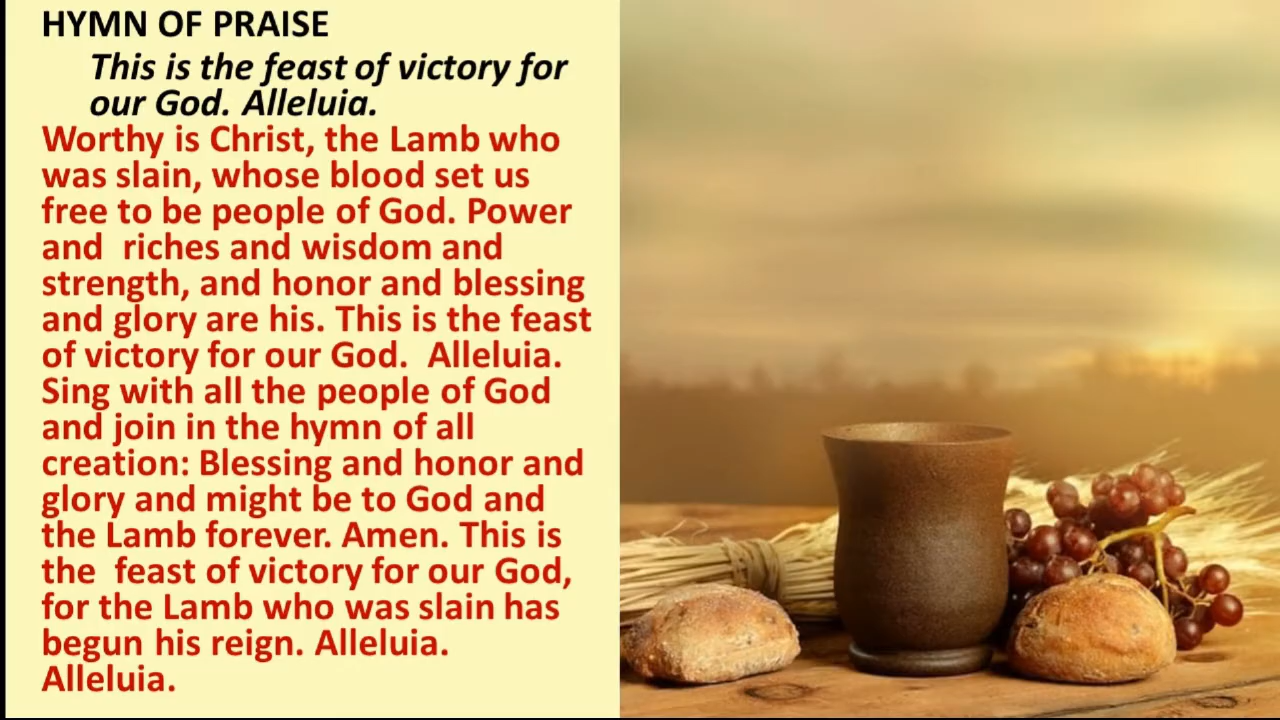 HYMN OF PRAISE
This is the feast of victory for
our God. Alleluia.
Worthy is Christ, the Lamb who
was slain, whose blood set us
free to be people of God. Power
and  riches and wisdom and
strength, and honor and blessing
and glory are his. This is the feast
of victory for our God.  Alleluia.
Sing with all the people of God
and join in the hymn of all
creation: Blessing and honor and
glory and might be to God and
the Lamb forever. Amen. This is
the  feast of victory for our God,
for the Lamb who was slain has
begun his reign. Alleluia.
Alleluia.